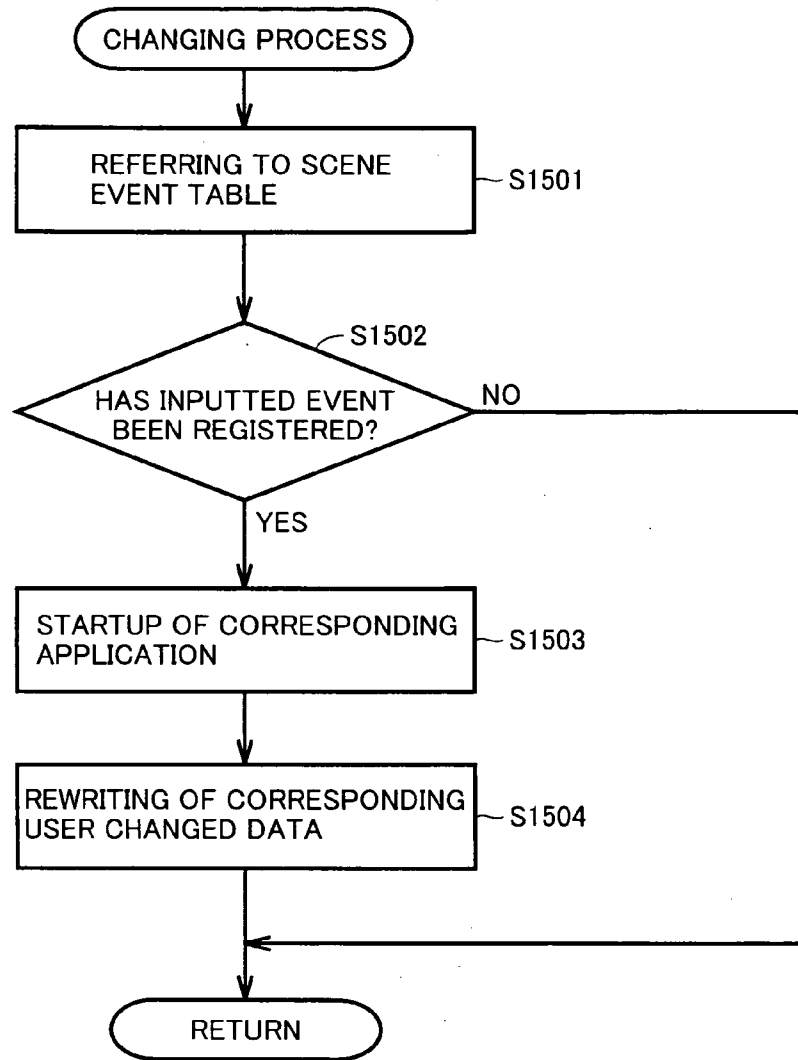 CHANGING PROCESS
REFERRING TO SCENE
EVENT TABLE
S1501
S1502
HAS INPUTTED EVENT
BEEN REGISTERED?
NO
YES
STARTUP OF CORRESPONDING
APPLICATION
S1503
REWRITING OF CORRESPONDING
USER CHANGED DATA
S1504
RETURN